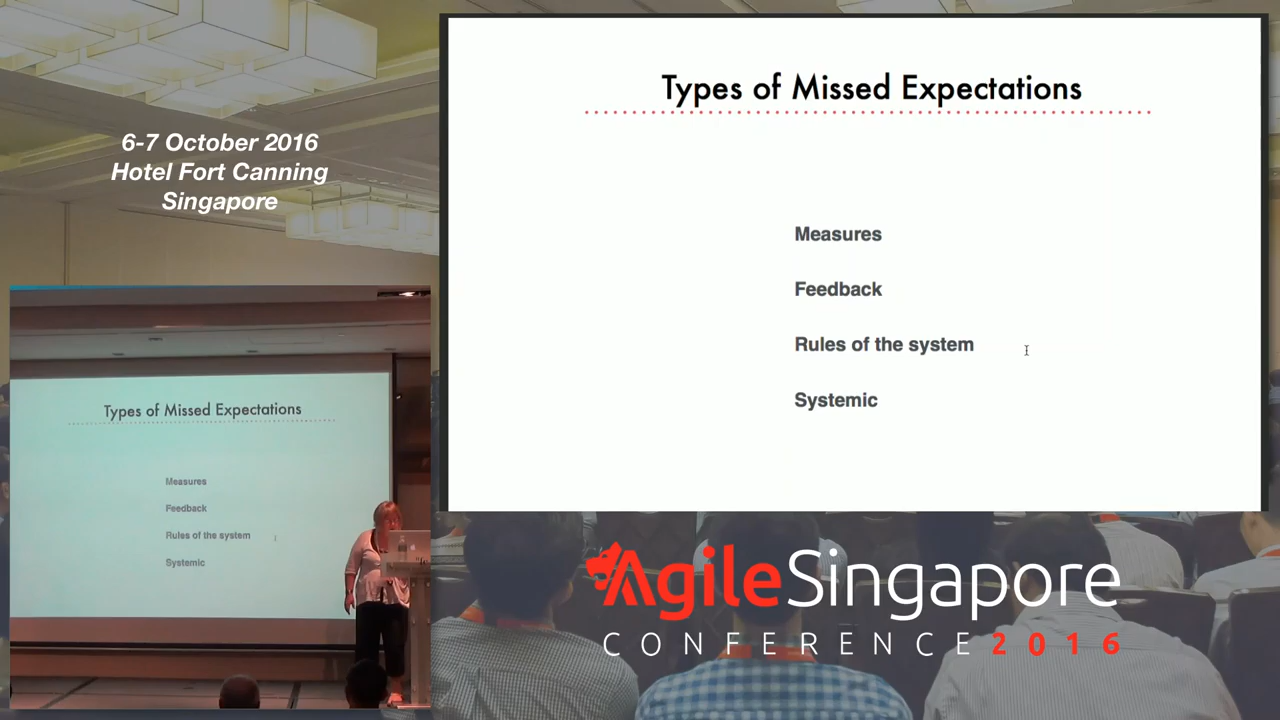 6-7 October 2016
Hotel Fort Canning
Singapore
Types of Missed Expectations
Measures
Feedback
Rules of the system
Systemic
Types of Missed Expectations
Measures
Feedback
Rules of the system
Systemic
AgileSingapore
CONFERENCE 2016